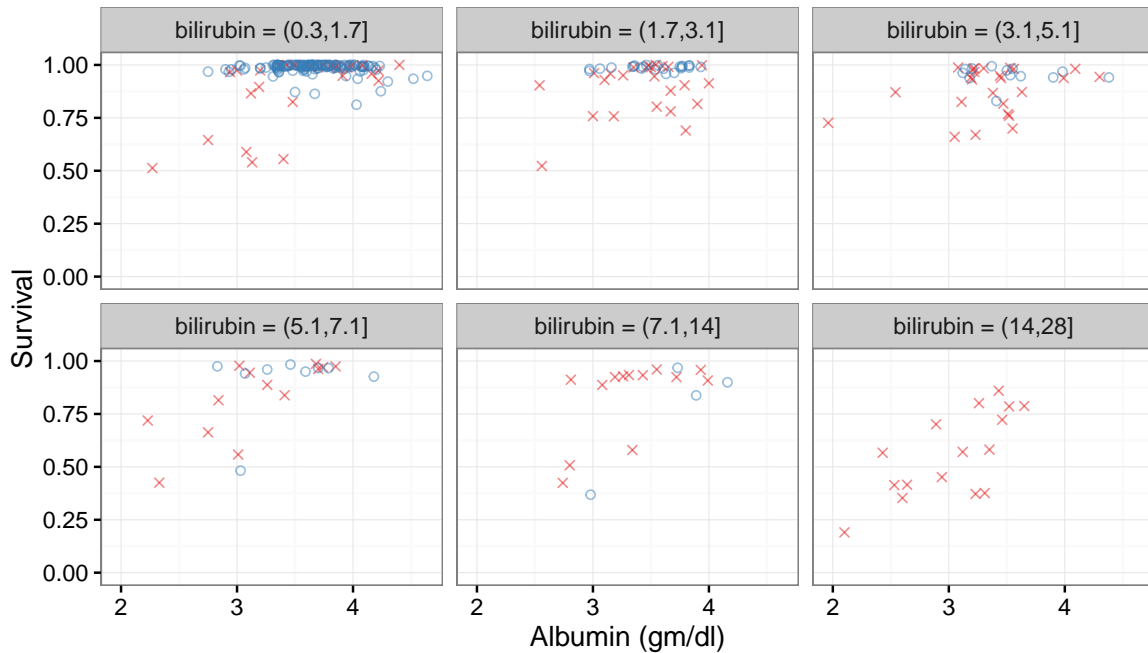 bilirubin = (0.3,1.7]
bilirubin = (1.7,3.1]
bilirubin = (3.1,5.1]
1.00
0.75
0.50
0.25
0.00
bilirubin = (5.1,7.1]
bilirubin = (7.1,14]
bilirubin = (14,28]
1.00
0.75
0.50
0.25
0.00
Survival
2 3 4 2 3 4 2 3 4
Albumin (gm/dl)